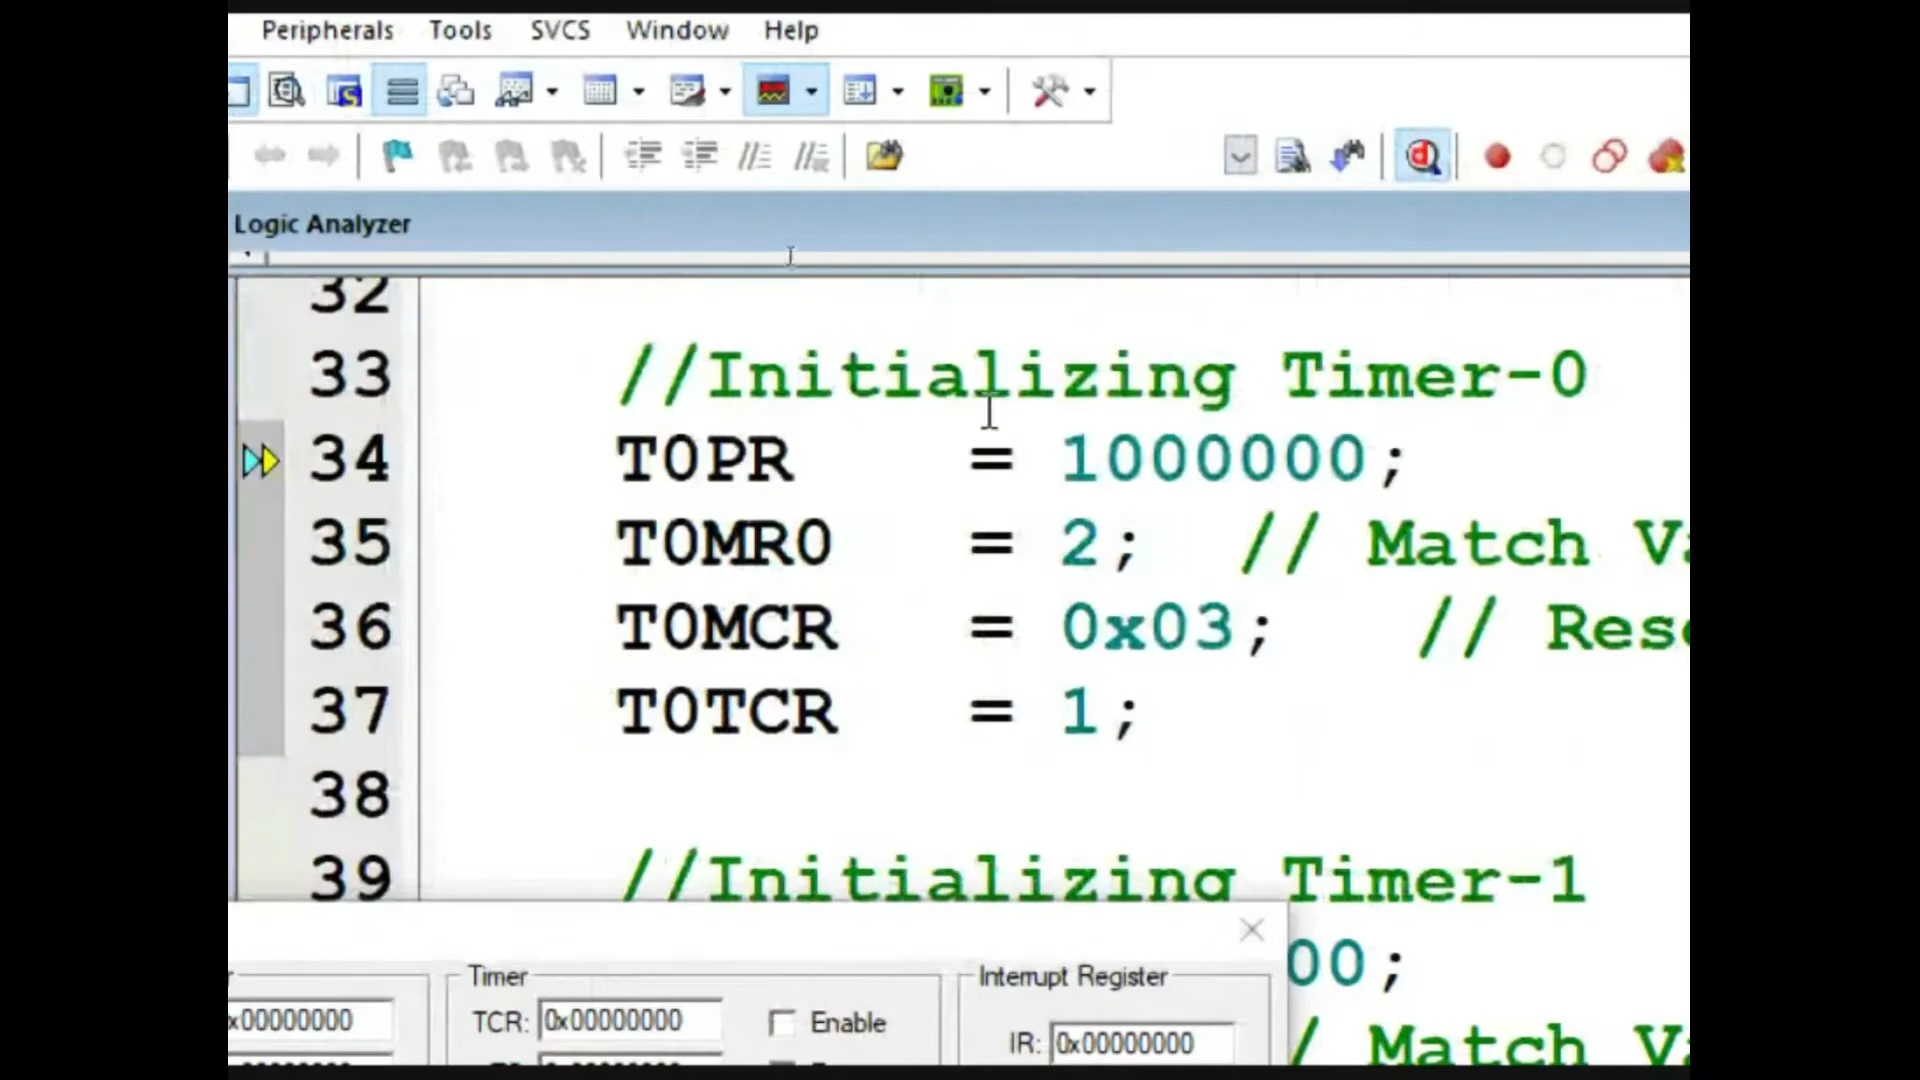 Peripherals Tools SVCS Window Help
Logic Analyzer
32
33 //Initializing Timer-0
34 T0PR = 1000000;
35 T0MR0 = 2; // Match V
36 T0MCR = 0x03; // Res
37 T0TCR = 1;
38
39 //Initializing Timer-1
00;
Timer
Interrupt Register
x00000000 TCR: 0x00000000 Enable
IR: 0x00000000
/ Match V